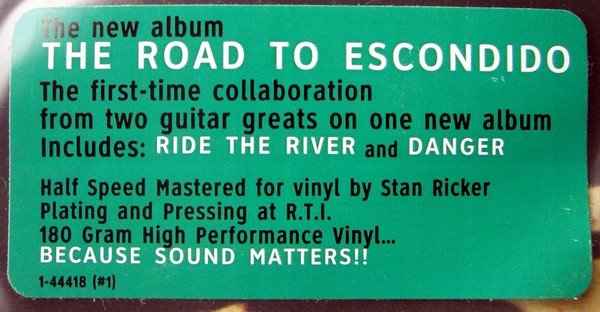 The new album
THE ROAD TO ESCONDIDO
The first-time collaboration
from two guitar greats on one new album
Includes: RIDE THE RIVER and DANGER
Half Speed Mastered for vinyl by Stan Ricker
Plating and Pressing at R.T.I.
180 Gram High Performance Vinyl...
BECAUSE SOUND MATTERS!!
1-44418 (#1)